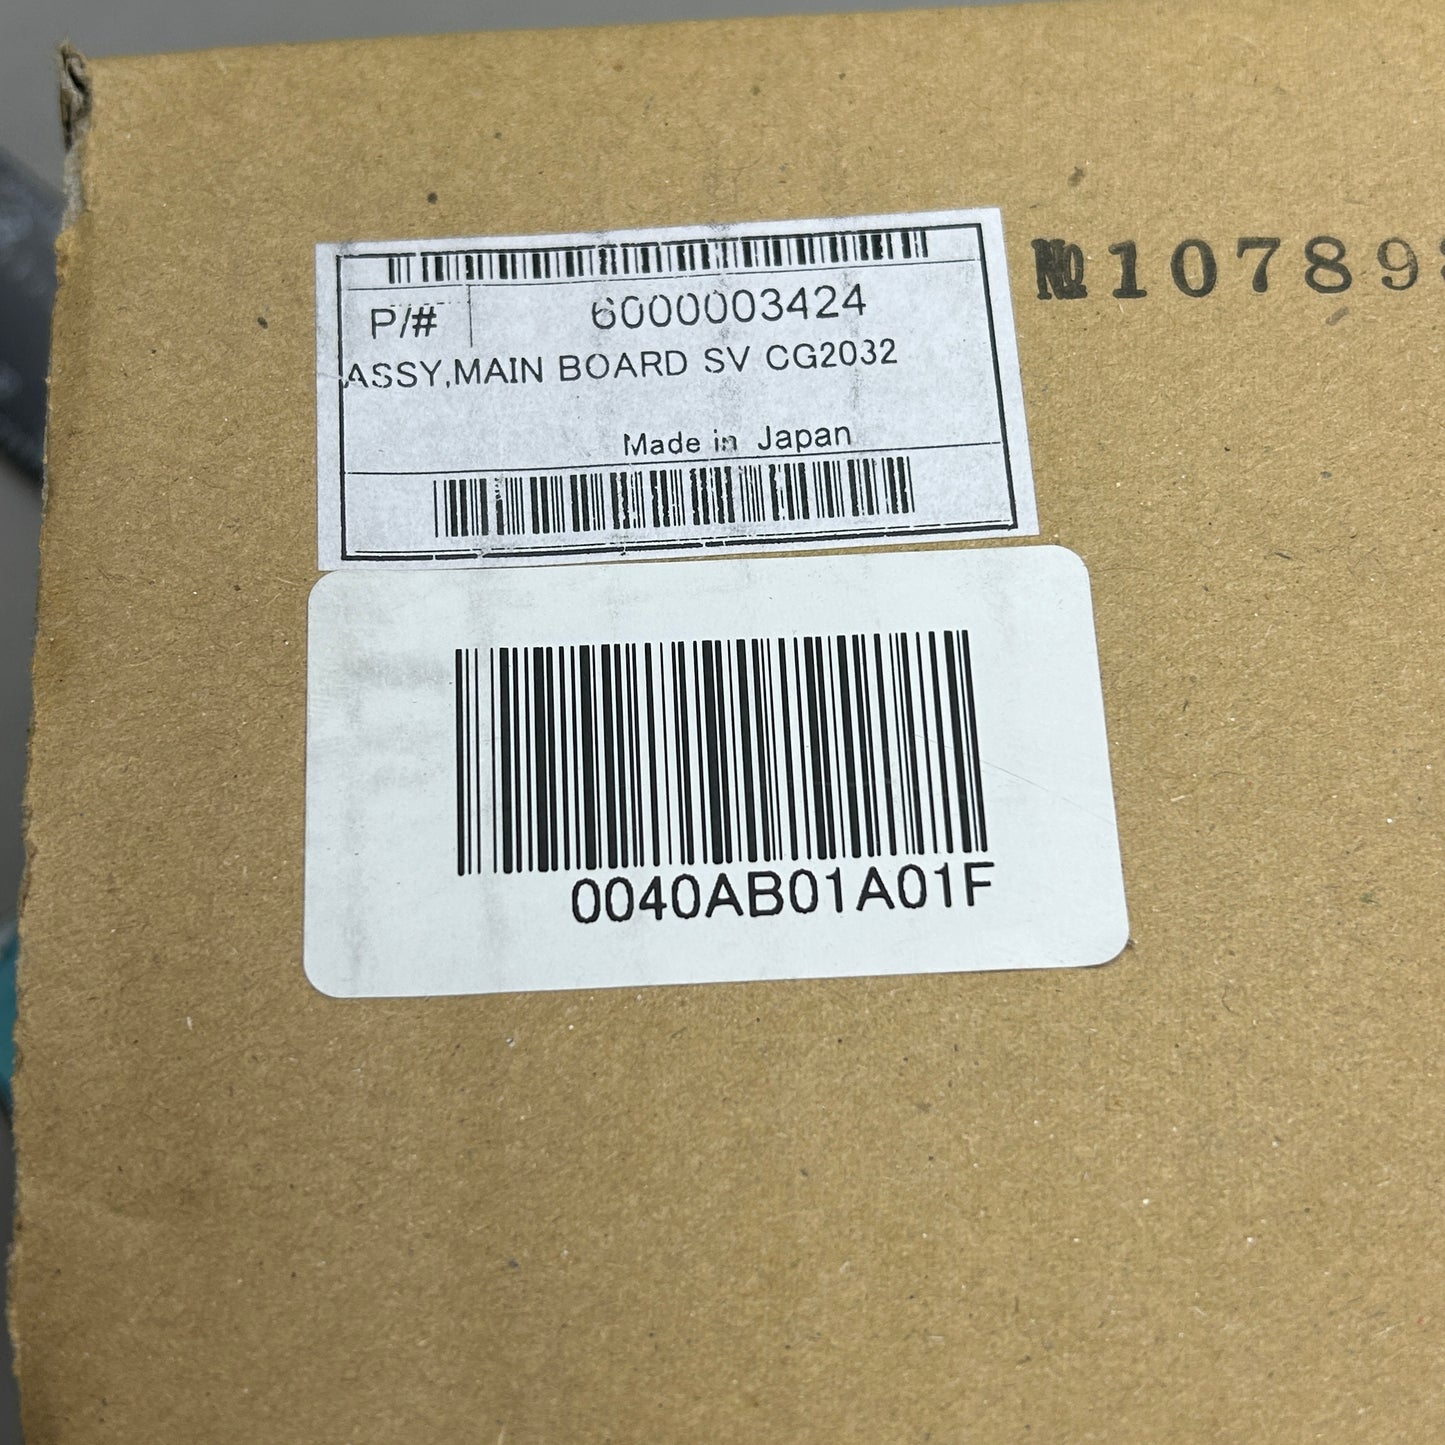 P/# 6000003424
ASSY,MAIN BOARD SV CG2032
Made in Japan
№10789
0040AB01A01F